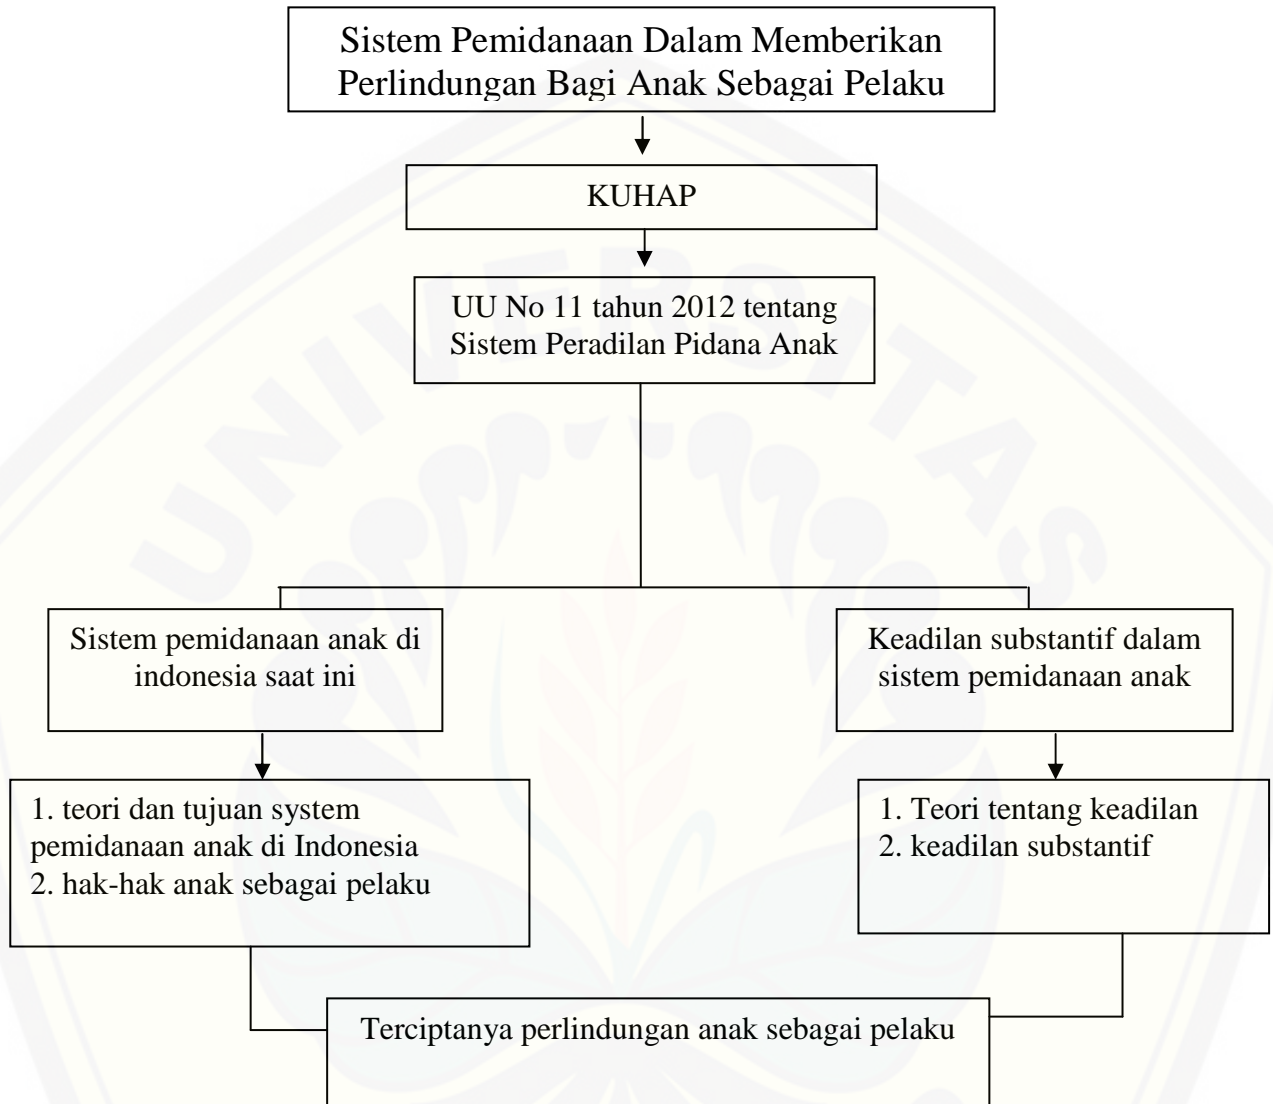 Sistem Pemidanaan Dalam Memberikan
Perlindungan Bagi Anak Sebagai Pelaku
KUHAP
UU No 11 tahun 2012 tentang
Sistem Peradilan Pidana Anak
UNIVERSITAS
Sistem pemidanaan anak di
indonesia saat ini
Keadilan substantif dalam
sistem pemidanaan anak
1. teori dan tujuan system
pemidanaan anak di Indonesia
2. hak-hak anak sebagai pelaku
1. Teori tentang keadilan
2. keadilan substantif
Terciptanya perlindungan anak sebagai pelaku